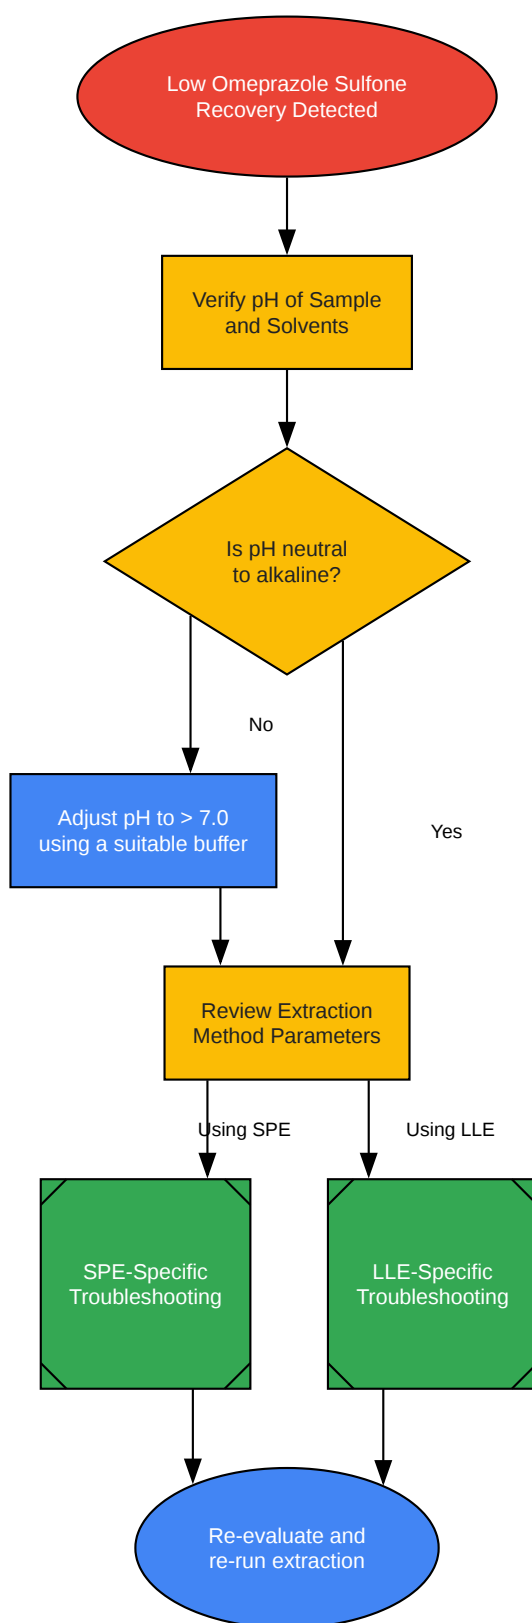 Low Omeprazole Sulfone
Recovery Detected
Verify pH of Sample
and Solvents
Is pH neutral
to alkaline?
No
Adjust pH to > 7.0
using a suitable buffer
Yes
Review Extraction
Method Parameters
Using SPE
Using LLE
SPE-Specific
Troubleshooting
LLE-Specific
Troubleshooting
Re-evaluate and
re-run extraction